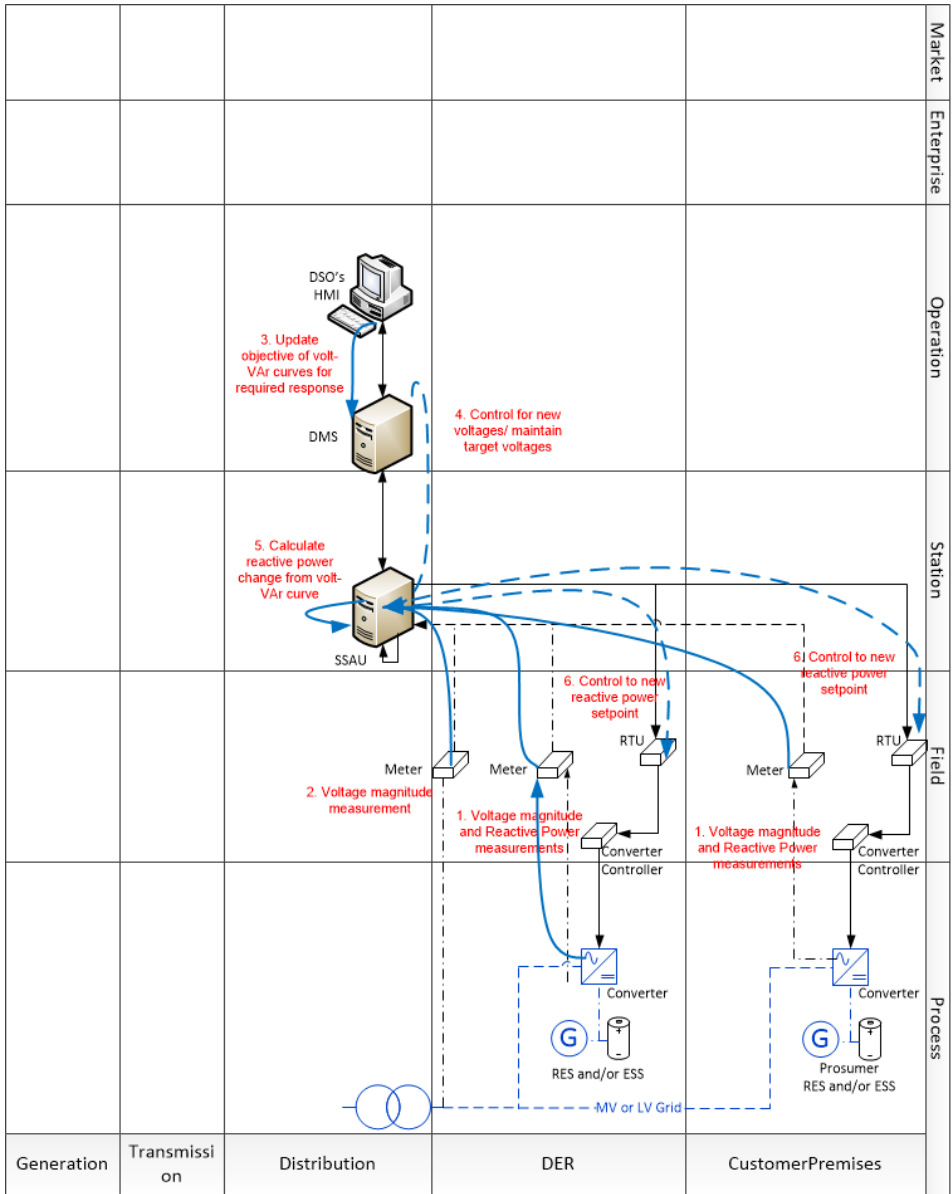 Market
Enterprise
Operation
Station
Field
Process
DSO's
HMI
3. Update
objective of volt-
VAr curves for
required response
DMS
4. Control for new
voltages/ maintain
target voltages
5. Calculate
reactive power
change from volt-
VAr curve
SSAU
6. Control to new
reactive power
setpoint
6. Control to new
reactive power
setpoint
RTU
RTU
Meter
Meter
Meter
2. Voltage magnitude
measurement
1. Voltage magnitude
and Reactive Power
measurements
1. Voltage magnitude
and Reactive Power
measurements
Converter
Controller
Converter
Controller
Converter
Converter
G
+
-
RES and/or ESS
G
+
-
Prosumer
RES and/or ESS
MV or LV Grid
Generation
Transmissi
on
Distribution
DER
CustomerPremises